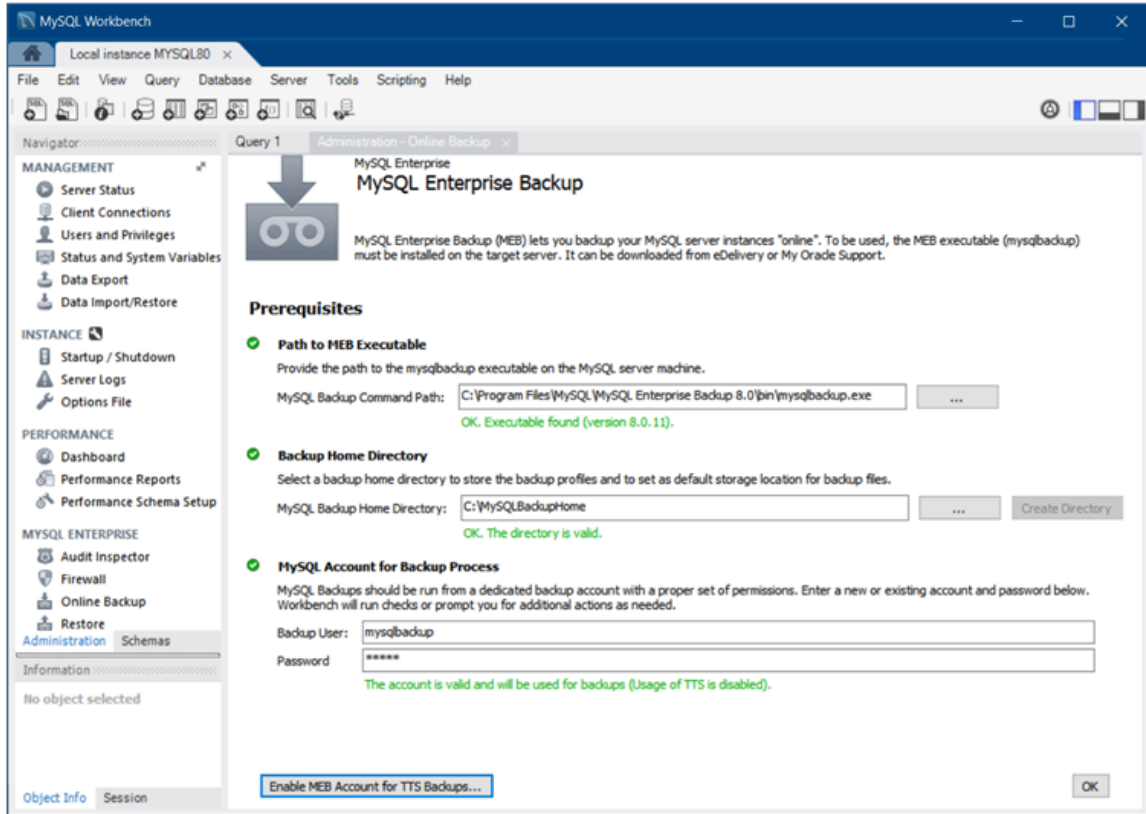 MySQL Workbench
Local instance MYSQL80
File Edit View Query Database Server Tools Scripting Help
Navigator
MANAGEMENT
Server Status
Client Connections
Users and Privileges
Status and System Variables
Data Export
Data Import/Restore
INSTANCE
Startup / Shutdown
Server Logs
Options File
PERFORMANCE
Dashboard
Performance Reports
Performance Schema Setup
MYSQL ENTERPRISE
Audit Inspector
Firewall
Online Backup
Restore
Administration Schemas
Information
No object selected
Object Info Session
Query 1 Administration - Online Backup
MySQL Enterprise
MySQL Enterprise Backup
MySQL Enterprise Backup (MEB) lets you backup your MySQL server instances "online". To be used, the MEB executable (mysqlbackup)
must be installed on the target server. It can be downloaded from eDelivery or My Oracle Support.
Prerequisites
Path to MEB Executable
Provide the path to the mysqlbackup executable on the MySQL server machine.
MySQL Backup Command Path: C:\Program Files\MySQL\MySQL Enterprise Backup 8.0\bin\mysqlbackup.exe ...
OK. Executable found (version 8.0.11).
Backup Home Directory
Select a backup home directory to store the backup profiles and to set as default storage location for backup files.
MySQL Backup Home Directory: C:\MySQLBackupHome ... Create Directory
OK. The directory is valid.
MySQL Account for Backup Process
MySQL Backups should be run from a dedicated backup account with a proper set of permissions. Enter a new or existing account and password below.
Workbench will run checks or prompt you for additional actions as needed.
Backup User: mysqlbackup
Password *****
The account is valid and will be used for backups (Usage of TTS is disabled).
Enable MEB Account for TTS Backups... OK